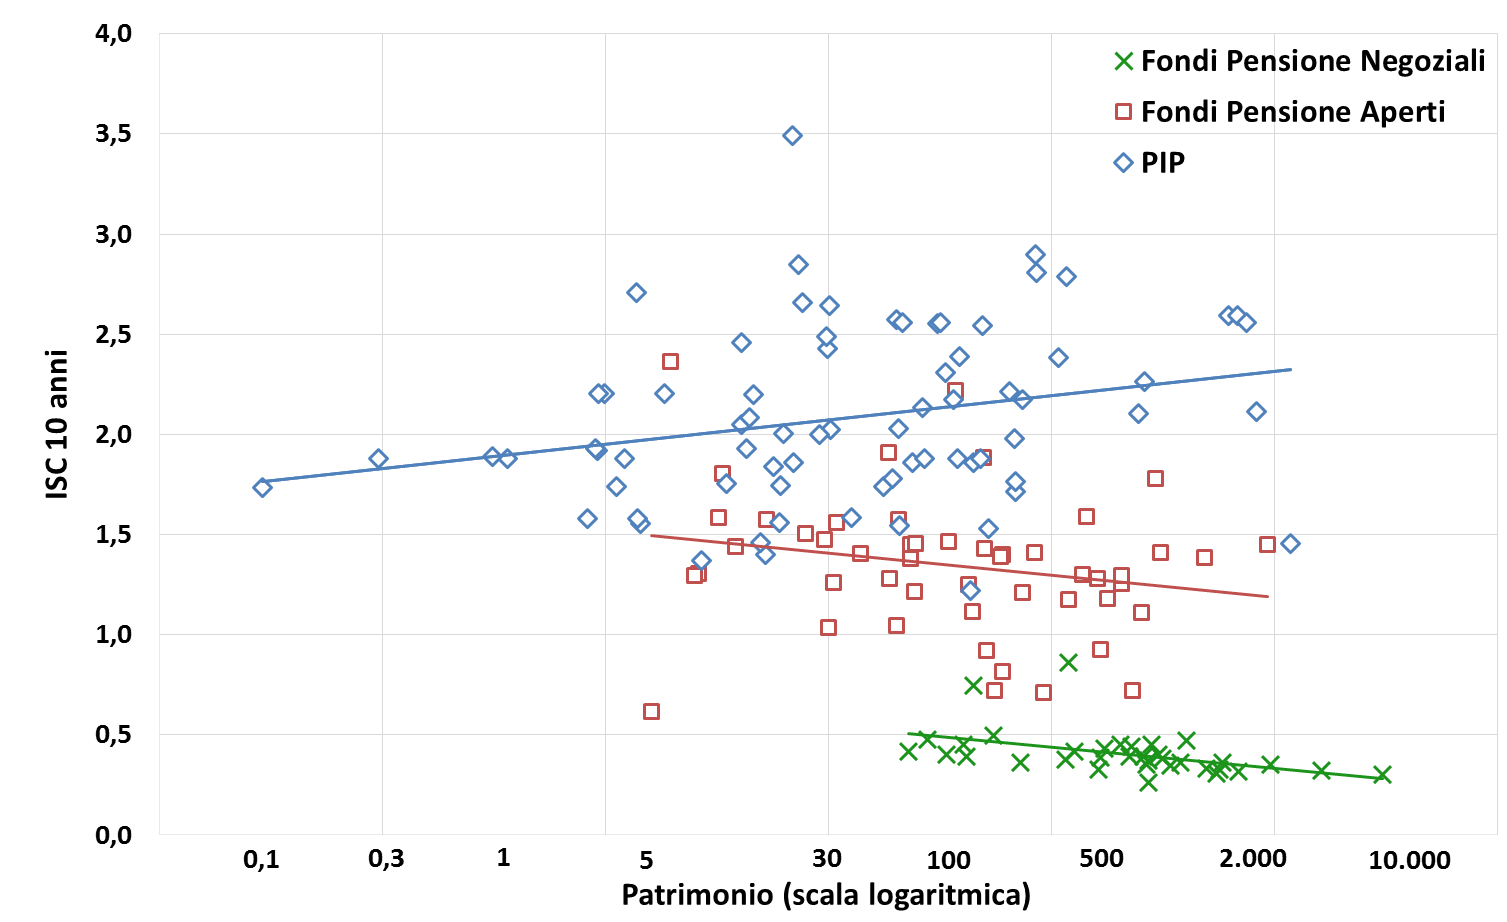 4,0
3,5
3,0
2,5
2,0
1,5
1,0
0,5
0,0
ISC 10 anni
Fondi Pensione Negoziali
Fondi Pensione Aperti
PIP
0,1 0,3 1 5 30 100 500 2.000 10.000
Patrimonio (scala logaritmica)